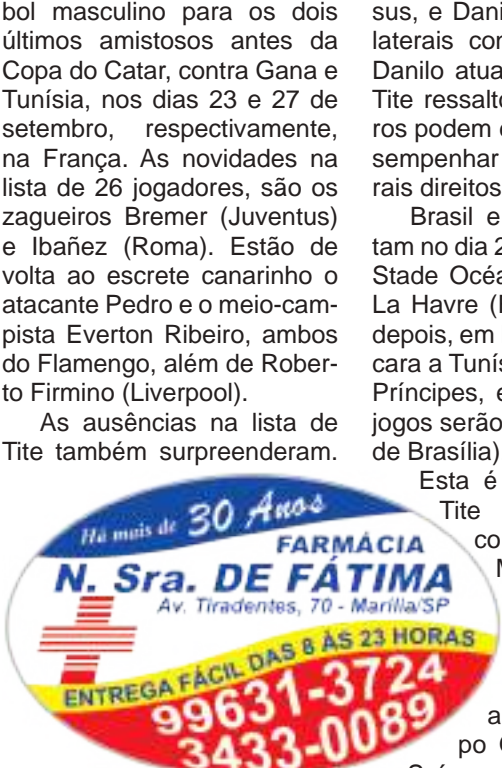 bol masculino para os dois
últimos amistosos antes da
Copa do Catar, contra Gana e
Tunísia, nos dias 23 e 27 de
setembro, respectivamente,
na França. As novidades na
lista de 26 jogadores, são os
zagueiros Bremer (Juventus)
e Ibañez (Roma). Estão de
volta ao escrete canarinho o
atacante Pedro e o meio-cam-
pista Everton Ribeiro, ambos
do Flamengo, além de Rober-
to Firmino (Liverpool).
As ausências na lista de
Tite também surpreenderam.
sus, e Dani
laterais con
Danilo atua
Tite ressalto
ros podem
sempenhar
rais direitos
Brasil e
tam no dia 2
Stade Océa
La Havre (
depois, em
cara a Tunís
Príncipes, e
jogos serão
de Brasília)
Esta é
Tite
co
a
po
Há mais de 30 Anos
FARMÁCIA
N. Sra. DE FÁTIMA
Av. Tiradentes, 70 - Marília/SP
ENTREGA FÁCIL DAS 8 ÀS 23 HORAS
99631-3724
3433-0089